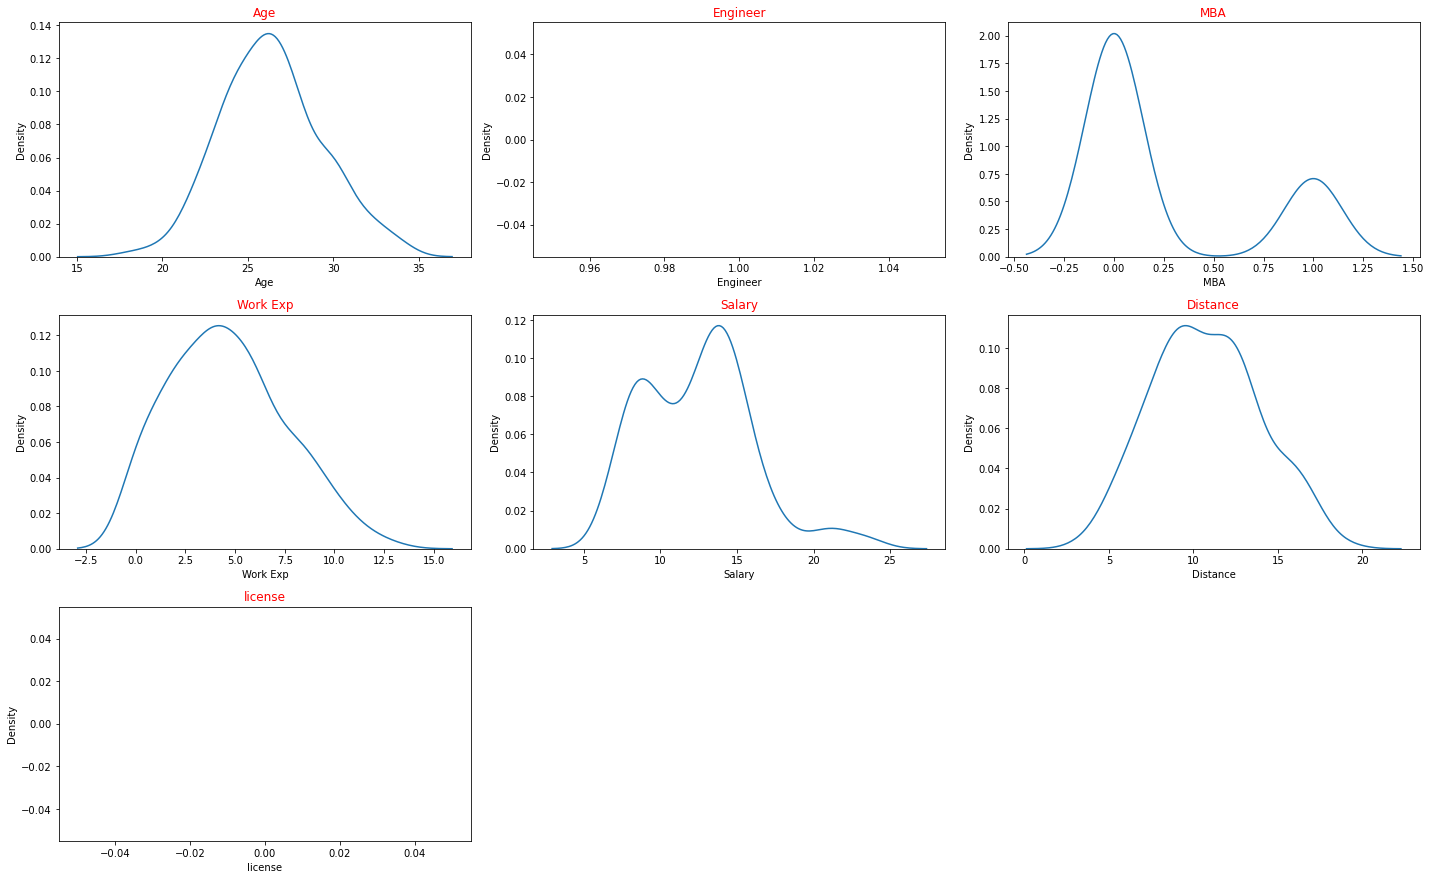 Age
Density
0.14
0.12
0.10
0.08
0.06
0.04
0.02
0.00
15 20 25 30 35
Age
Engineer
Density
0.04
0.02
0.00
−0.02
−0.04
0.96 0.98 1.00 1.02 1.04
Engineer
MBA
Density
2.00
1.75
1.50
1.25
1.00
0.75
0.50
0.25
0.00
−0.50 −0.25 0.00 0.25 0.50 0.75 1.00 1.25 1.50
MBA
Work Exp
Density
0.12
0.10
0.08
0.06
0.04
0.02
0.00
−2.5 0.0 2.5 5.0 7.5 10.0 12.5 15.0
Work Exp
Salary
Density
0.12
0.10
0.08
0.06
0.04
0.02
0.00
5 10 15 20 25
Salary
Distance
Density
0.10
0.08
0.06
0.04
0.02
0.00
0 5 10 15 20
Distance
license
Density
0.04
0.02
0.00
−0.02
−0.04
−0.04 −0.02 0.00 0.02 0.04
license